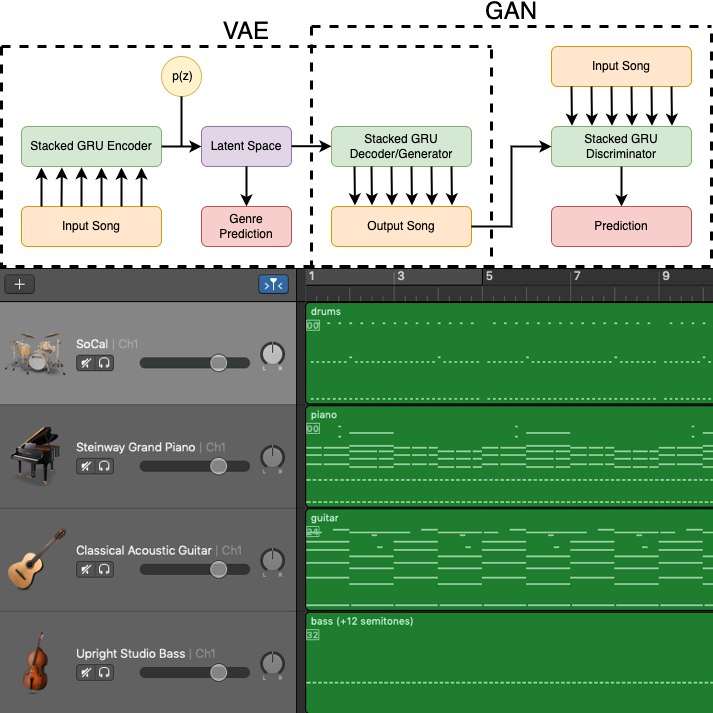 VAE
GAN
p(z)
Input Song
Stacked GRU Encoder
Latent Space
Stacked GRU
Decoder/Generator
Stacked GRU
Discriminator
Input Song
Genre
Prediction
Output Song
Prediction
+
1
3
5
7
9
SoCal | Ch1
L R
drums
00
Steinway Grand Piano | Ch1
L R
piano
00
Classical Acoustic Guitar | Ch1
L R
guitar
Upright Studio Bass | Ch1
L R
bass (+12 semitones)
32